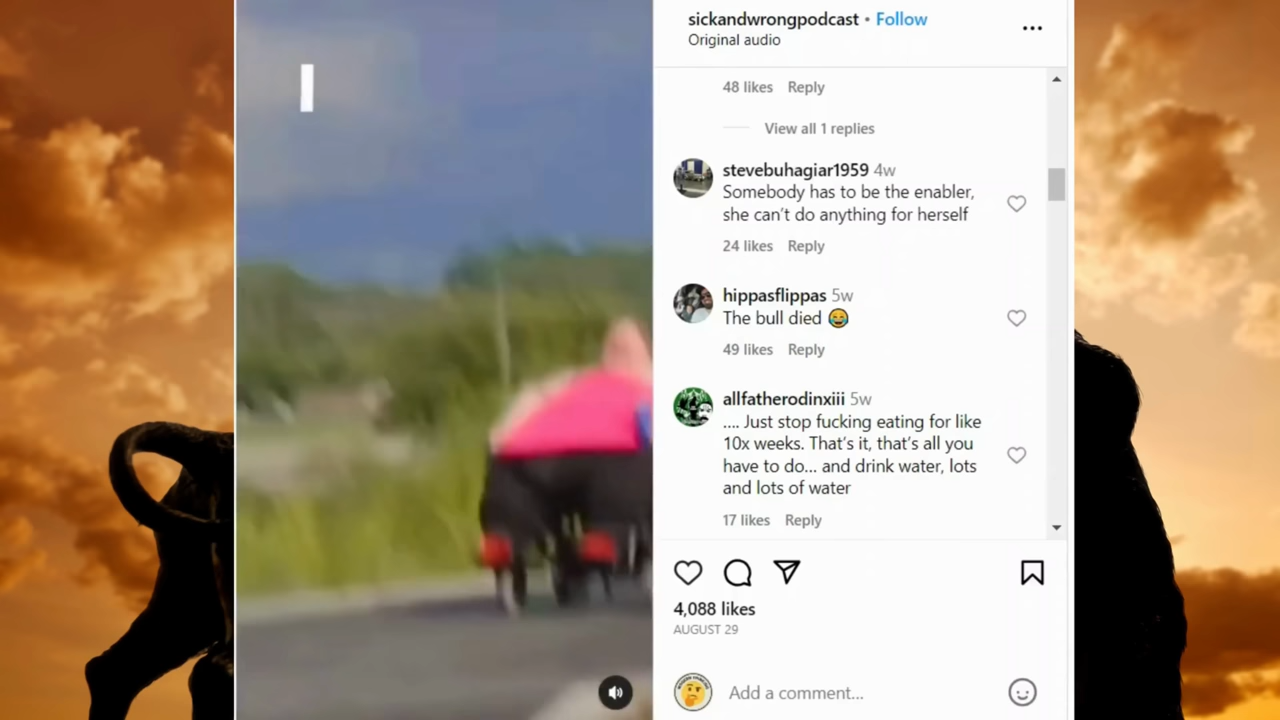 sickandwrongpodcast • Follow
Original audio
48 likes Reply
View all 1 replies
stevebuhagiar1959 4w
Somebody has to be the enabler,
she can't do anything for herself
24 likes Reply
hippasflippas 5w
The bull died 😂
49 likes Reply
allfatherodinxiii 5w
.... Just stop fucking eating for like
10x weeks. That's it, that's all you
have to do... and drink water, lots
and lots of water
17 likes Reply
4,088 likes
AUGUST 29
Add a comment...